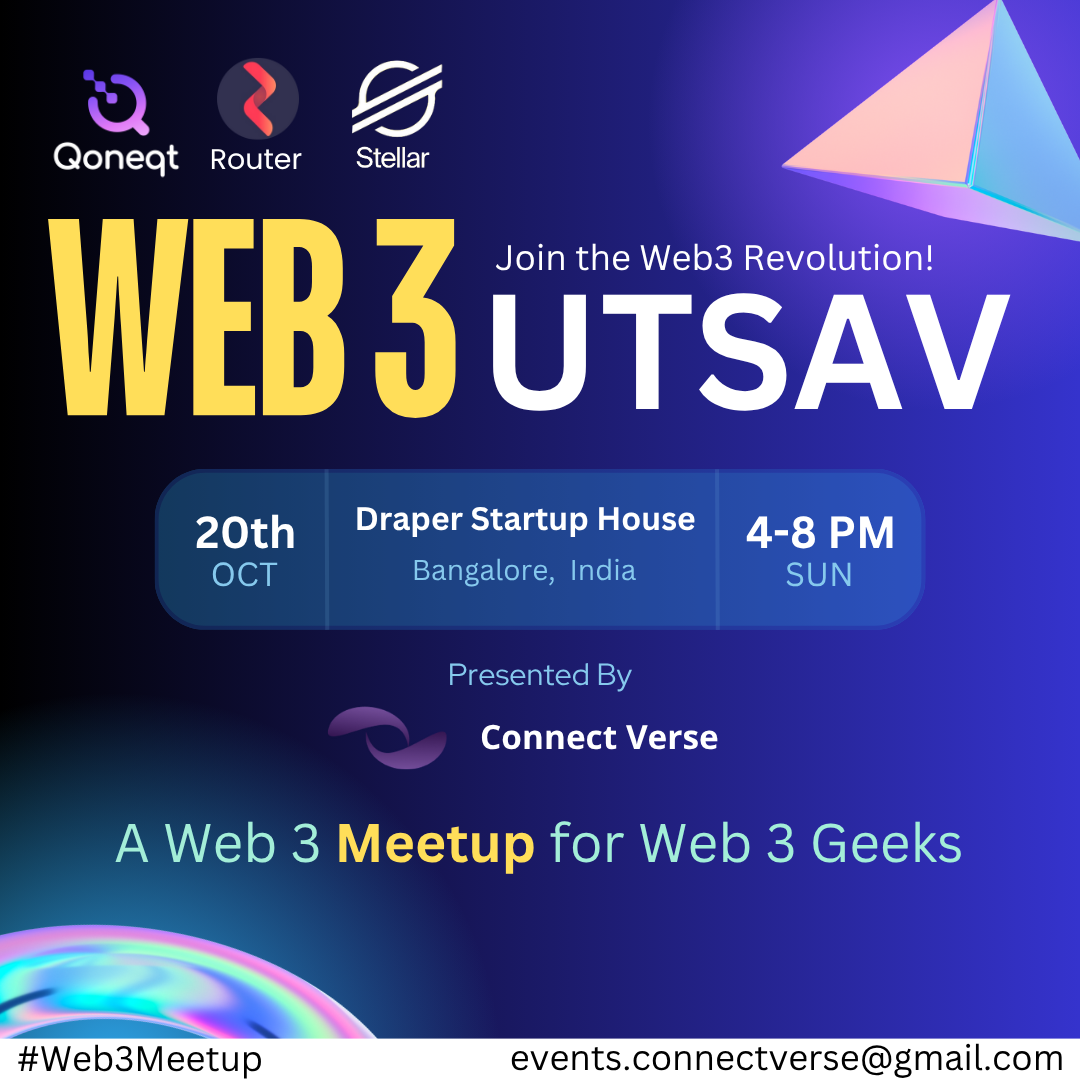 Qoneqt
Router
Stellar
WEB 3
Join the Web3 Revolution!
UTSAV
20th
OCT
Draper Startup House
Bangalore, India
4-8 PM
SUN
Presented By
Connect Verse
A Web 3 Meetup for Web 3 Geeks
#Web3Meetup
events.connectverse@gmail.com